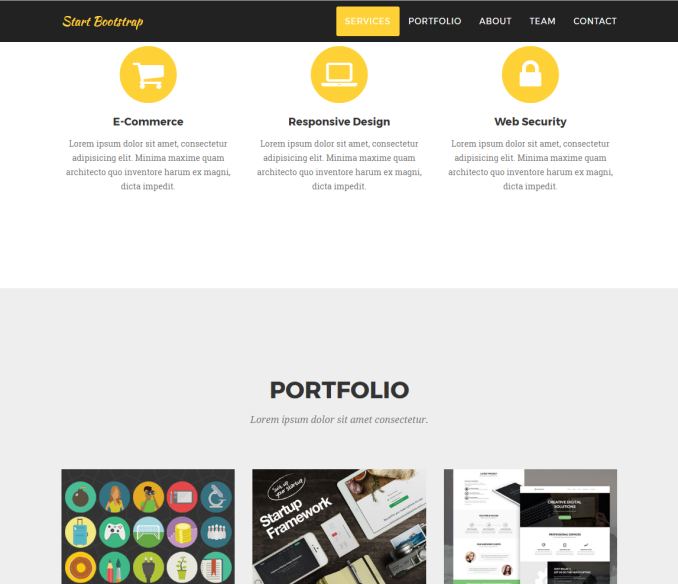 Start Bootstrap
SERVICES PORTFOLIO ABOUT TEAM CONTACT
E-Commerce
Lorem ipsum dolor sit amet, consectetur
adipisicing elit. Minima maxime quam
architecto quo inventore harum ex magni,
dicta impedit.
Responsive Design
Lorem ipsum dolor sit amet, consectetur
adipisicing elit. Minima maxime quam
architecto quo inventore harum ex magni,
dicta impedit.
Web Security
Lorem ipsum dolor sit amet, consectetur
adipisicing elit. Minima maxime quam
architecto quo inventore harum ex magni,
dicta impedit.
PORTFOLIO
Lorem ipsum dolor sit amet consectetur.
Startup
Framework
CREATIVE DIGITAL
SOLUTIONS
PROFESSIONAL SERVICES